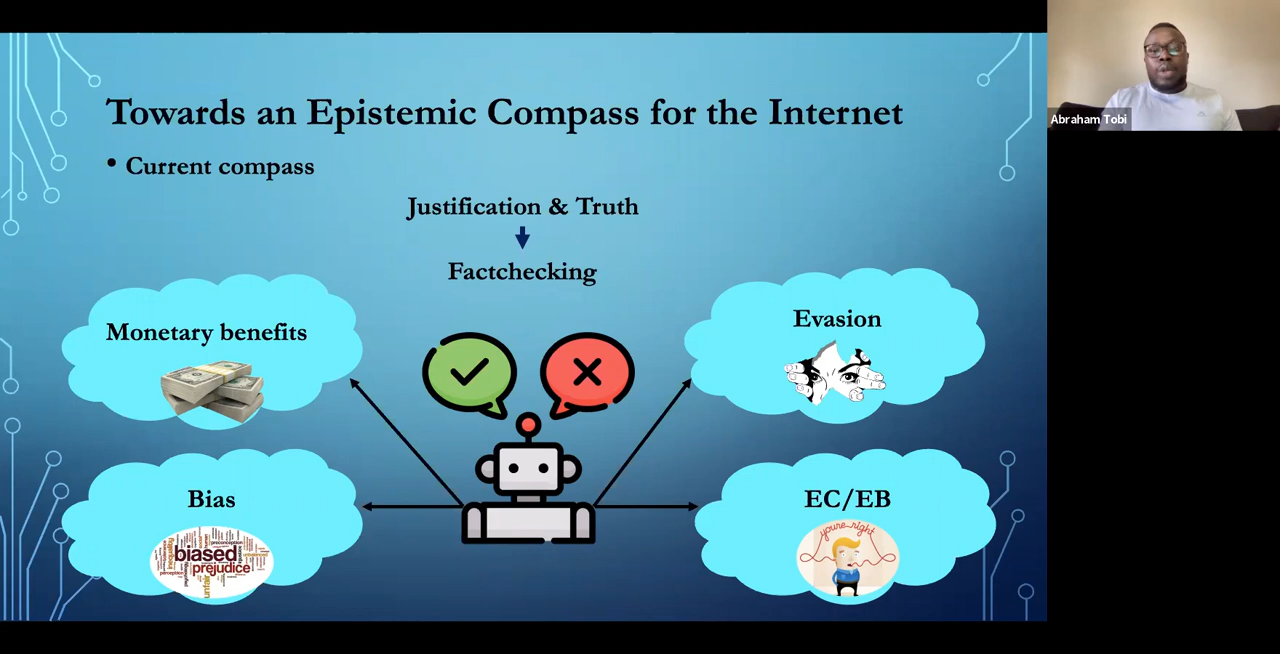 Towards an Epistemic Compass for the Internet
• Current compass
Justification & Truth
Factchecking
Monetary benefits
Evasion
Bias
EC/EB
biased
prejudice
unfair
you're right
Abraham Tobi